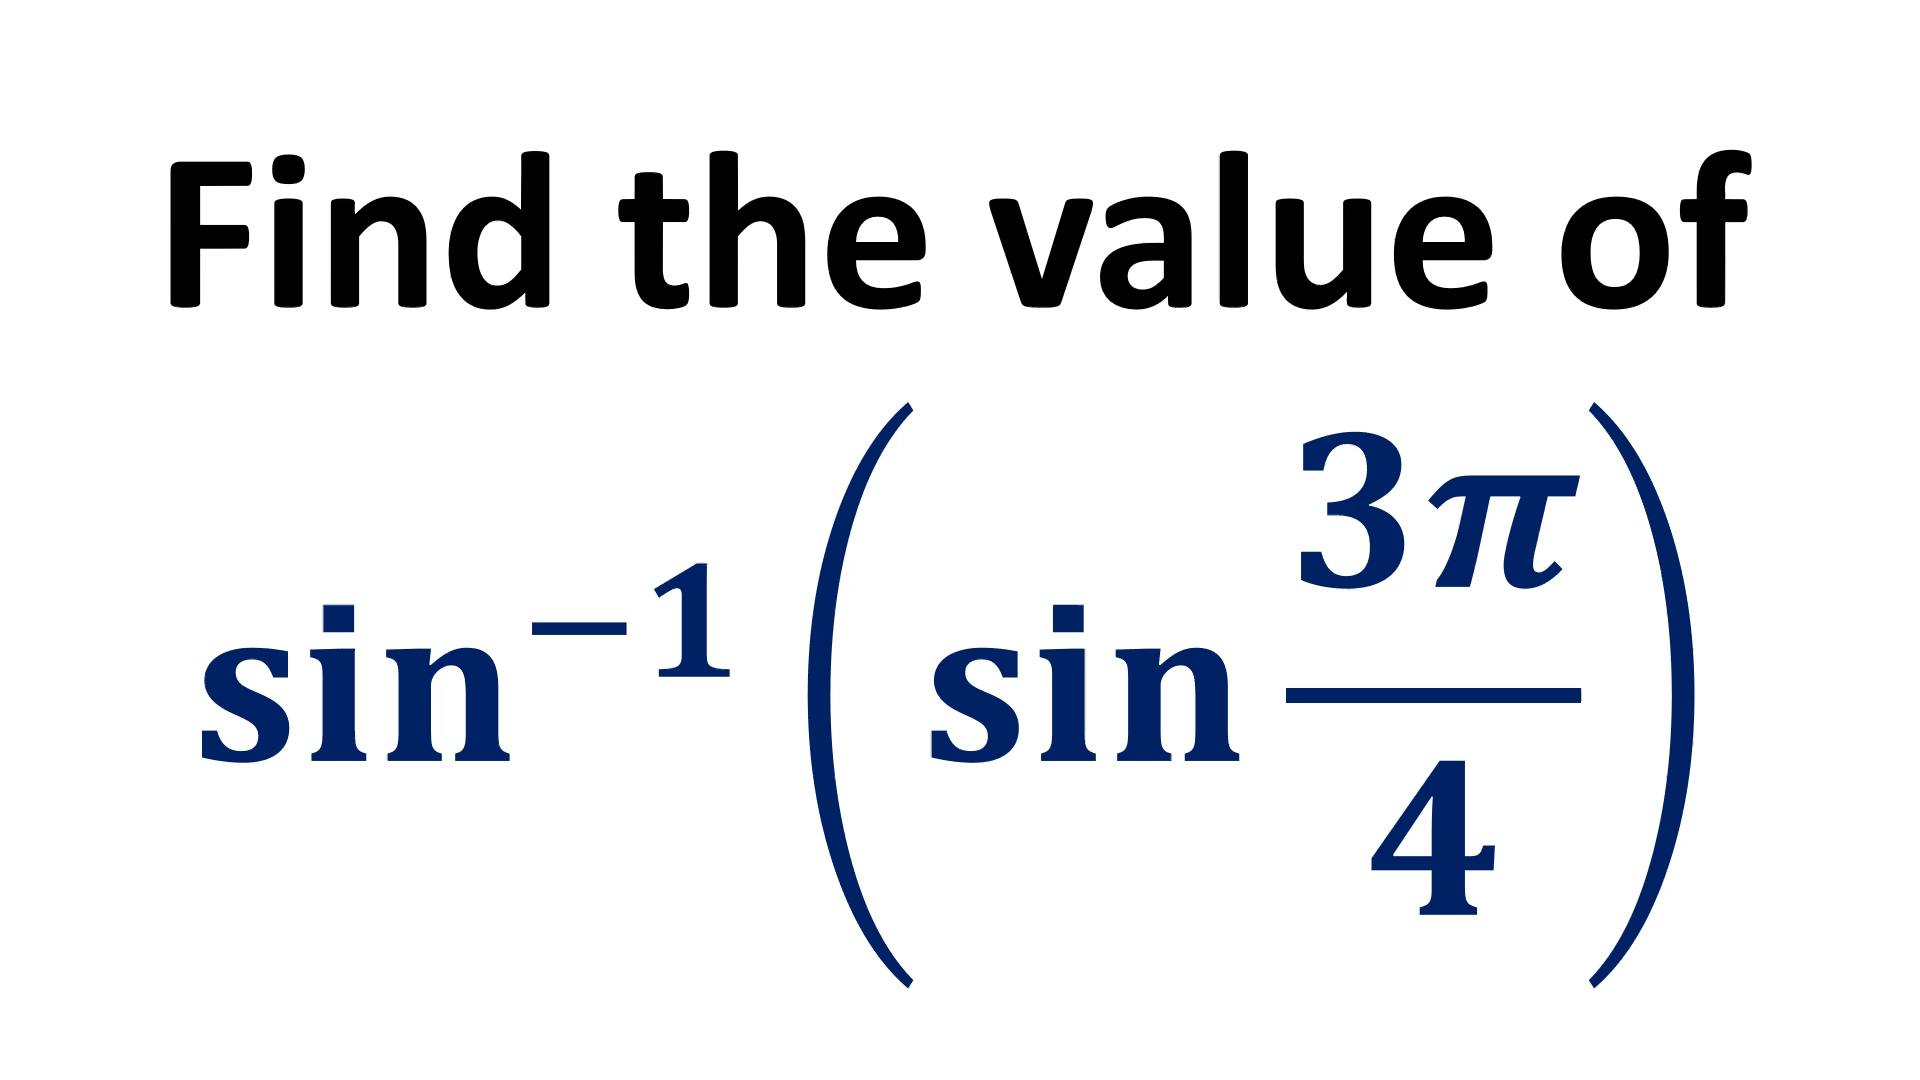 Find the value of
sin⁻¹(sin 3π/4)